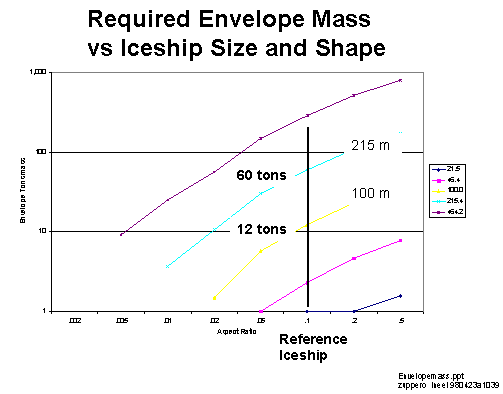 Required Envelope Mass
vs Iceship Size and Shape
1,000
100
10
1
Envelope Tonnmass
215 m
60 tons
100 m
12 tons
21.5
46.4
100.0
215.4
464.2
.002
.005
.01
.02
.05
.1
.2
.5
Aspect Ratio
Reference
Iceship
Envelopemass.ppt